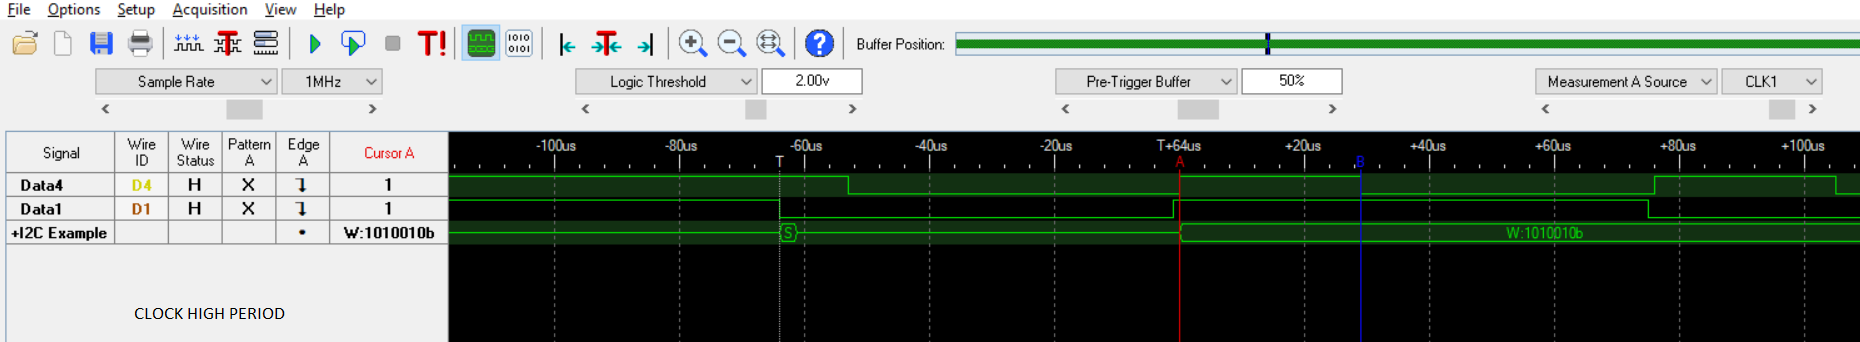 File Options Setup Acquisition View Help
T T! 1010 0101 T ? Buffer Position:
Sample Rate 1MHz Logic Threshold 2.00v Pre-Trigger Buffer 50% Measurement A Source CLK1
Signal Wire ID Wire Status Pattern A Edge A Cursor A -100us -80us -60us -40us -20us T+64us +20us +40us +60us +80us +100us
T A B
Data4 D4 H X 1
Data1 D1 H X 1
+I2C Example W:1010010b S W:1010010b
CLOCK HIGH PERIOD